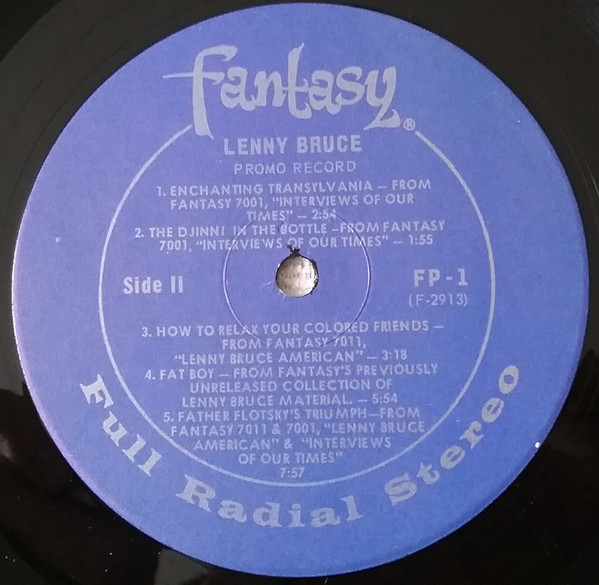 fantasy®
LENNY BRUCE
PROMO RECORD
1. ENCHANTING TRANSYLVANIA — FROM
FANTASY 7001, "INTERVIEWS OF OUR
TIMES" — 2:54
2. THE DJINNI IN THE BOTTLE —FROM FANTASY
7001, "INTERVIEWS OF OUR TIMES" — 1:55
Side II
FP-1
(F-2913)
3. HOW TO RELAX YOUR COLORED FRIENDS —
FROM FANTASY 7011,
"LENNY BRUCE AMERICAN" — 3:18
4. FAT BOY — FROM FANTASY'S PREVIOUSLY
UNRELEASED COLLECTION OF
LENNY BRUCE MATERIAL. — 5:54
5. FATHER FLOTSKY'S TRIUMPH—FROM
FANTASY 7011 & 7001, "LENNY BRUCE
AMERICAN" & "INTERVIEWS
OF OUR TIMES"
7:57
Full Radial Stereo